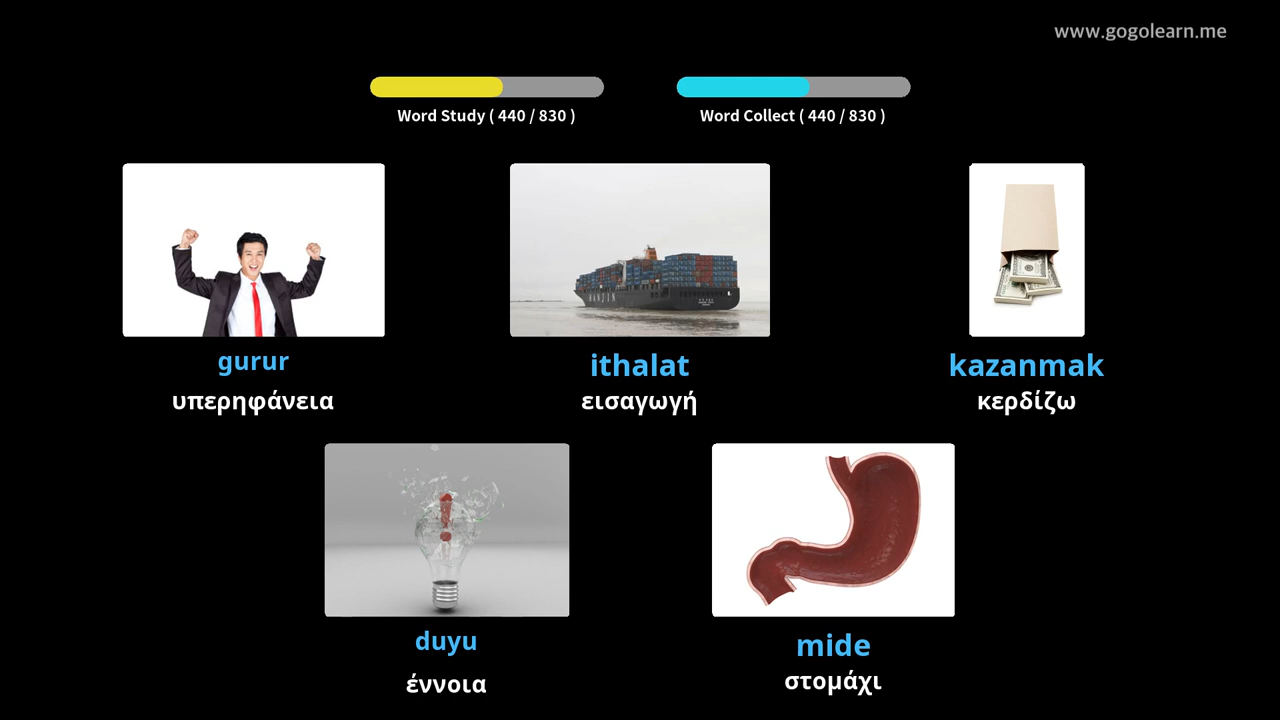 www.gogolearn.me
Word Study ( 440 / 830 )
Word Collect ( 440 / 830 )
gurur
υπερηφάνεια
ithalat
εισαγωγή
kazanmak
κερδίζω
HANJIN
duyu
έννοια
mide
στομάχι